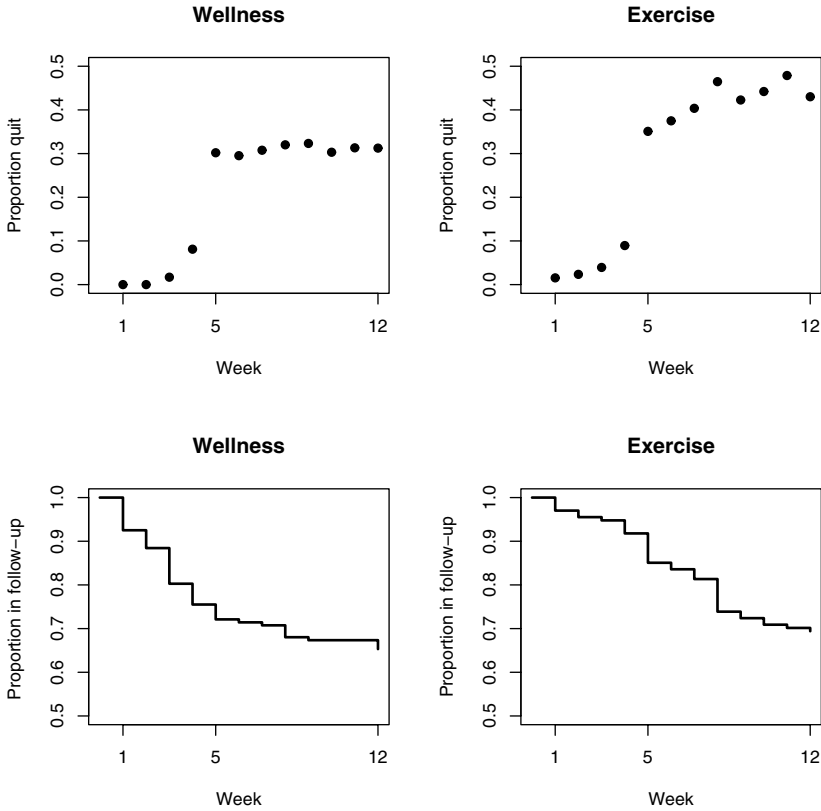 Wellness
Proportion quit
0.0 0.1 0.2 0.3 0.4 0.5
1 5 12
Week
Exercise
Proportion quit
0.0 0.1 0.2 0.3 0.4 0.5
1 5 12
Week
Wellness
Proportion in follow−up
0.5 0.6 0.7 0.8 0.9 1.0
1 5 12
Week
Exercise
Proportion in follow−up
0.5 0.6 0.7 0.8 0.9 1.0
1 5 12
Week